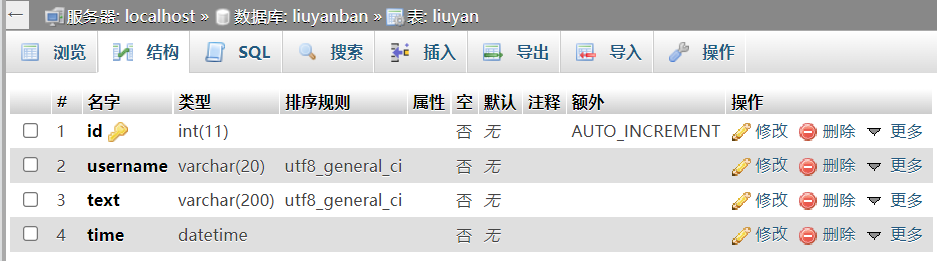 ← 服务器: localhost » 数据库: liuyanban » 表: liuyan
浏览 结构 SQL 搜索 插入 导出 导入 操作
# 名字 类型 排序规则 属性 空 默认 注释 额外 操作
1 id int(11) 否 无 AUTO_INCREMENT 修改 删除 更多
2 username varchar(20) utf8_general_ci 否 无 修改 删除 更多
3 text varchar(200) utf8_general_ci 否 无 修改 删除 更多
4 time datetime 否 无 修改 删除 更多